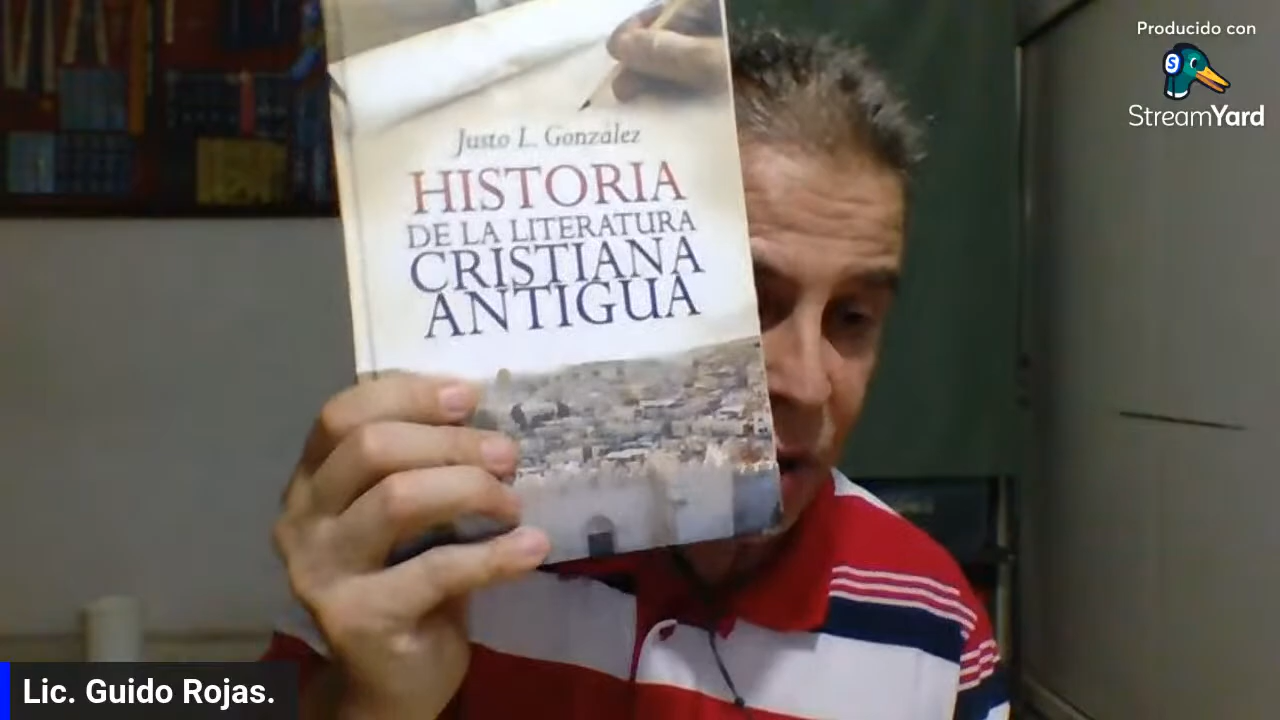 Producido con
StreamYard
Justo L. González
HISTORIA
DE LA LITERATURA
CRISTIANA
ANTIGUA
Lic. Guido Rojas.